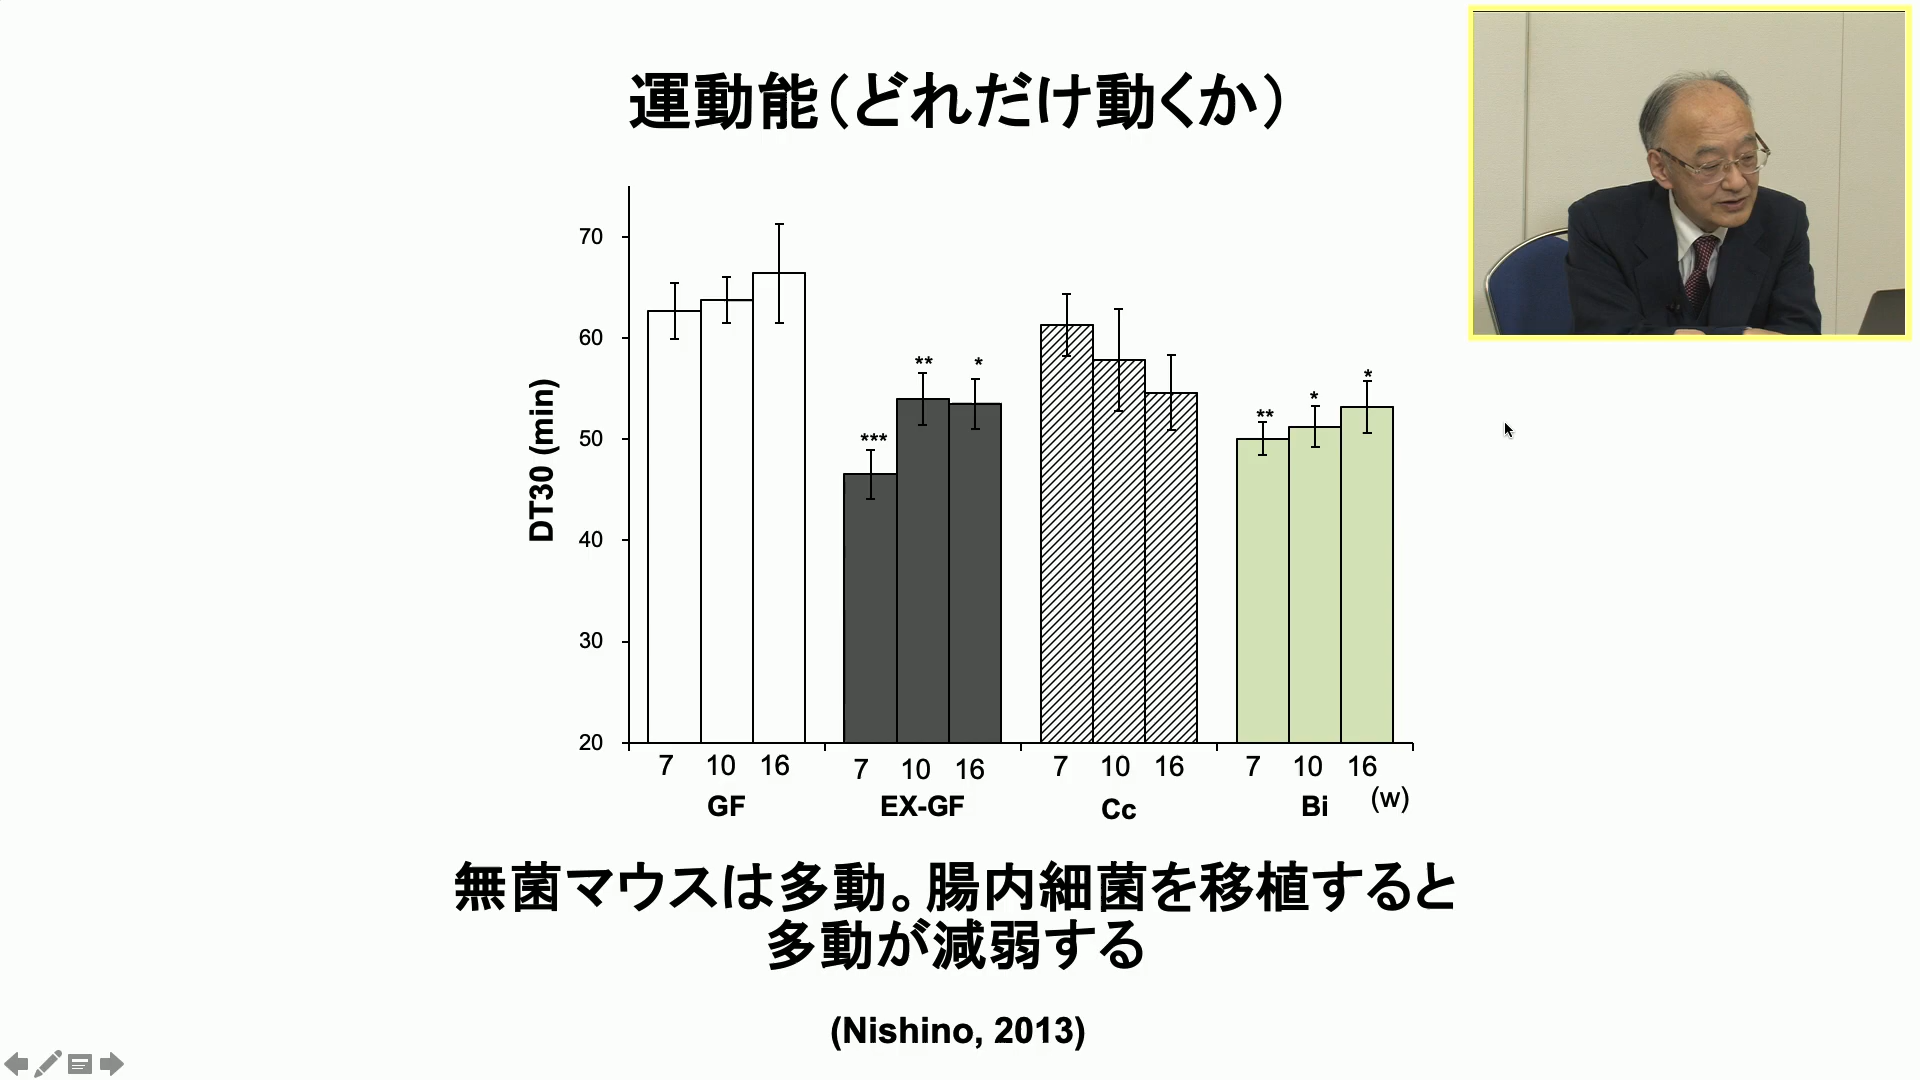 運動能（どれだけ動くか）
70
60
50
40
30
20
DT30 (min)
***
**
*
**
*
*
7 10 16
7 10 16
7 10 16
7 10 16
GF
EX-GF
Cc
Bi
(w)
無菌マウスは多動。腸内細菌を移植すると
多動が減弱する
(Nishino, 2013)